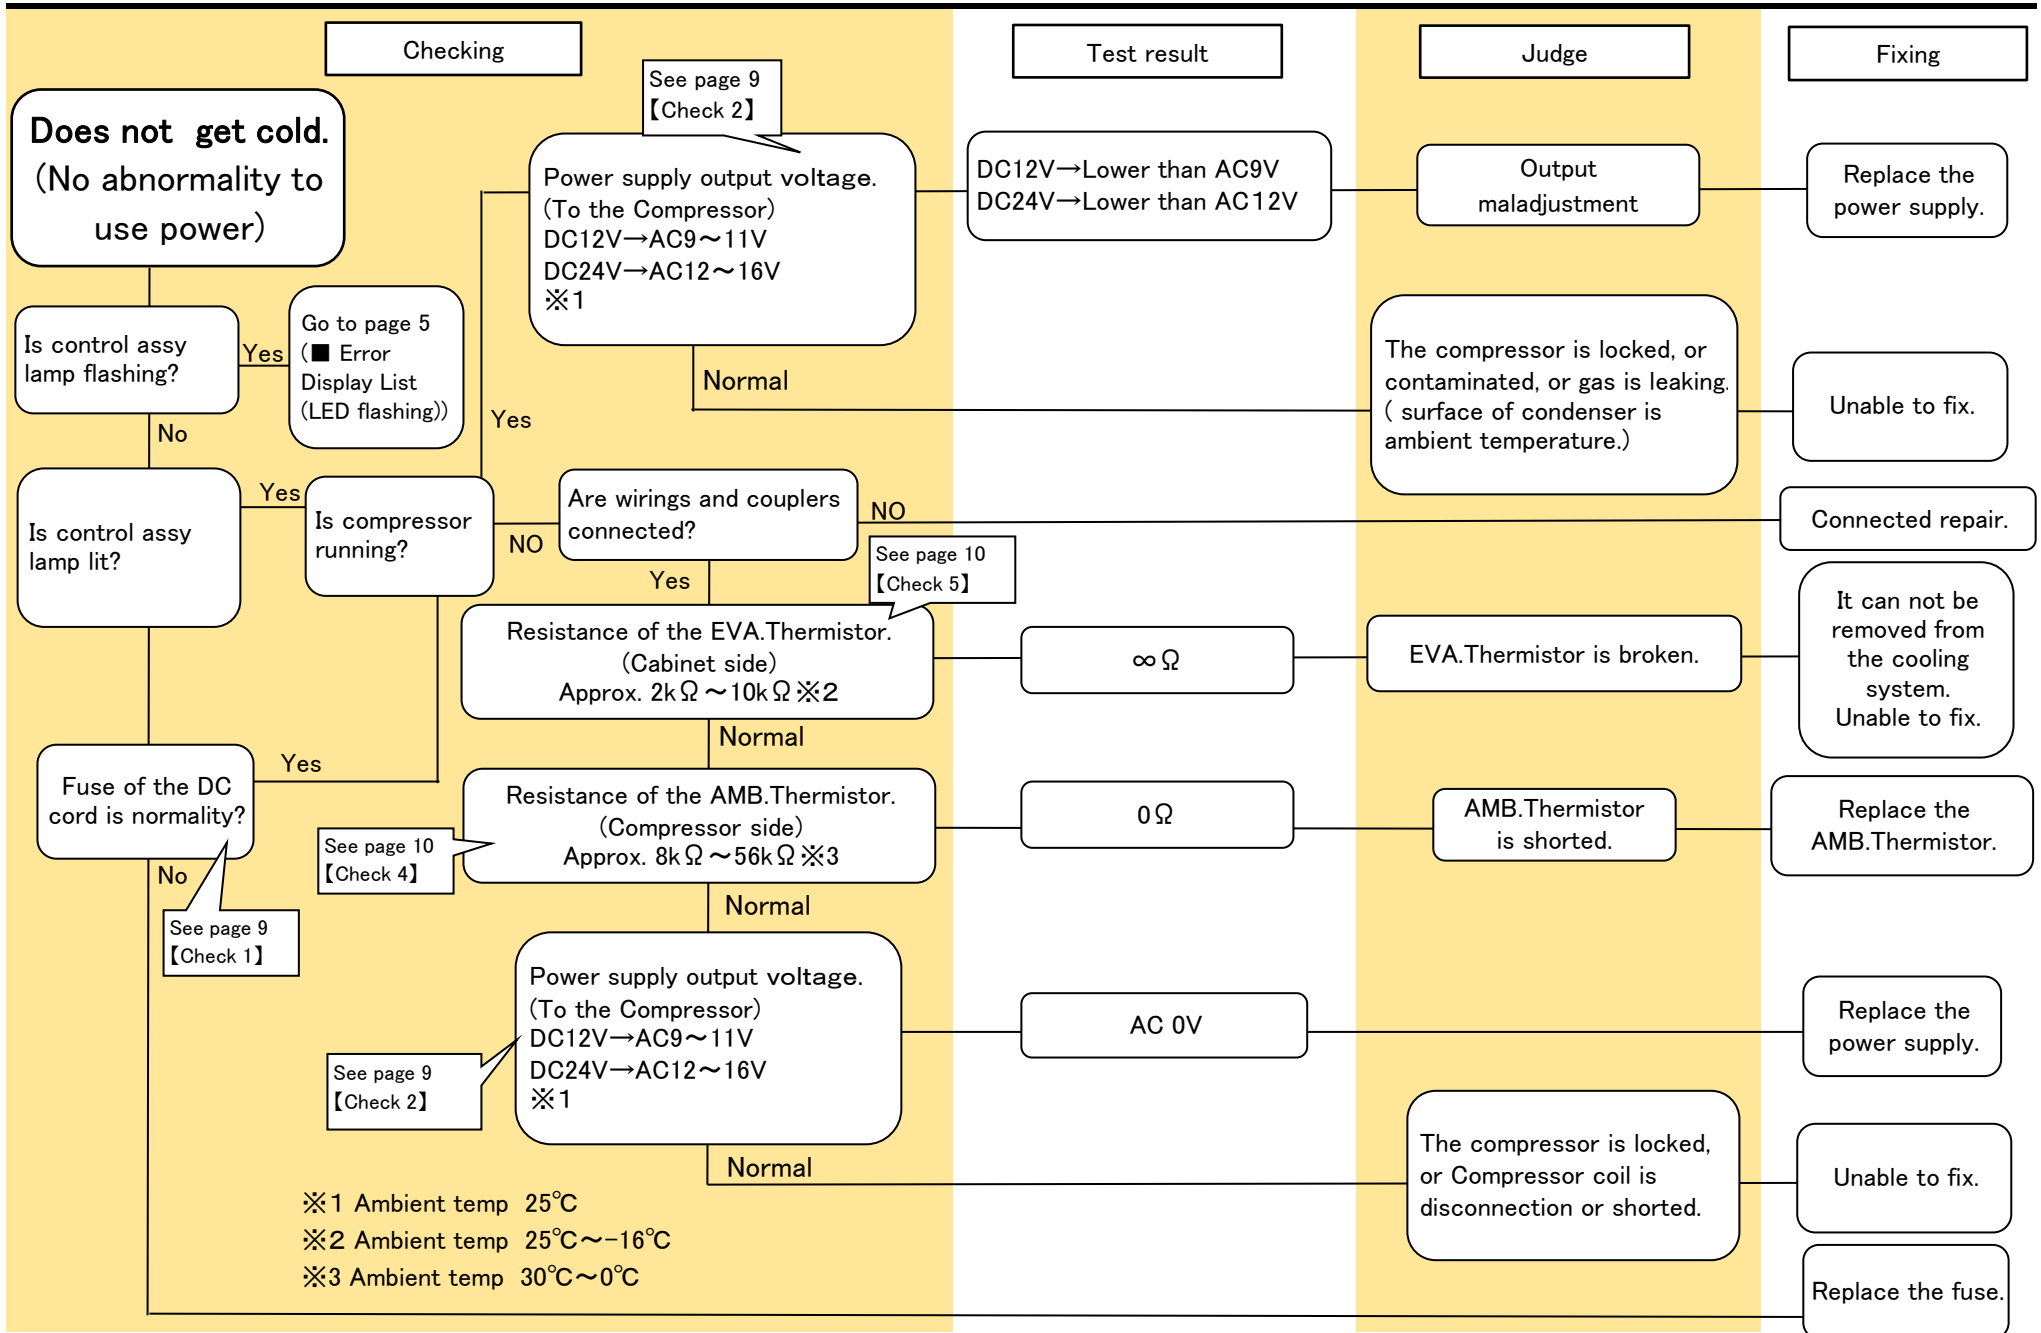 Checking
Test result
Judge
Fixing
See page 9
【Check 2】
Does not get cold.
(No abnormality to
use power)
Power supply output voltage.
(To the Compressor)
DC12V→AC9～11V
DC24V→AC12～16V
※1
DC12V→Lower than AC9V
DC24V→Lower than AC12V
Output
maladjustment
Replace the
power supply.
Is control assy
lamp flashing?
Yes
Go to page 5
(■ Error
Display List
(LED flashing))
No
Yes
Normal
The compressor is locked, or
contaminated, or gas is leaking.
( surface of condenser is
ambient temperature.)
Unable to fix.
Is control assy
lamp lit?
Yes
Is compressor
running?
NO
Are wirings and couplers
connected?
NO
Connected repair.
Yes
See page 10
【Check 5】
Resistance of the EVA.Thermistor.
(Cabinet side)
Approx. 2kΩ～10kΩ※2
∞Ω
EVA.Thermistor is broken.
It can not be
removed from
the cooling
system.
Unable to fix.
Normal
Fuse of the DC
cord is normality?
Yes
No
See page 9
【Check 1】
See page 10
【Check 4】
Resistance of the AMB.Thermistor.
(Compressor side)
Approx. 8kΩ～56kΩ※3
0Ω
AMB.Thermistor
is shorted.
Replace the
AMB.Thermistor.
Normal
See page 9
【Check 2】
Power supply output voltage.
(To the Compressor)
DC12V→AC9～11V
DC24V→AC12～16V
※1
AC 0V
Replace the
power supply.
Normal
The compressor is locked,
or Compressor coil is
disconnection or shorted.
Unable to fix.
※1 Ambient temp 25℃
※2 Ambient temp 25℃～-16℃
※3 Ambient temp 30℃～0℃
Replace the fuse.